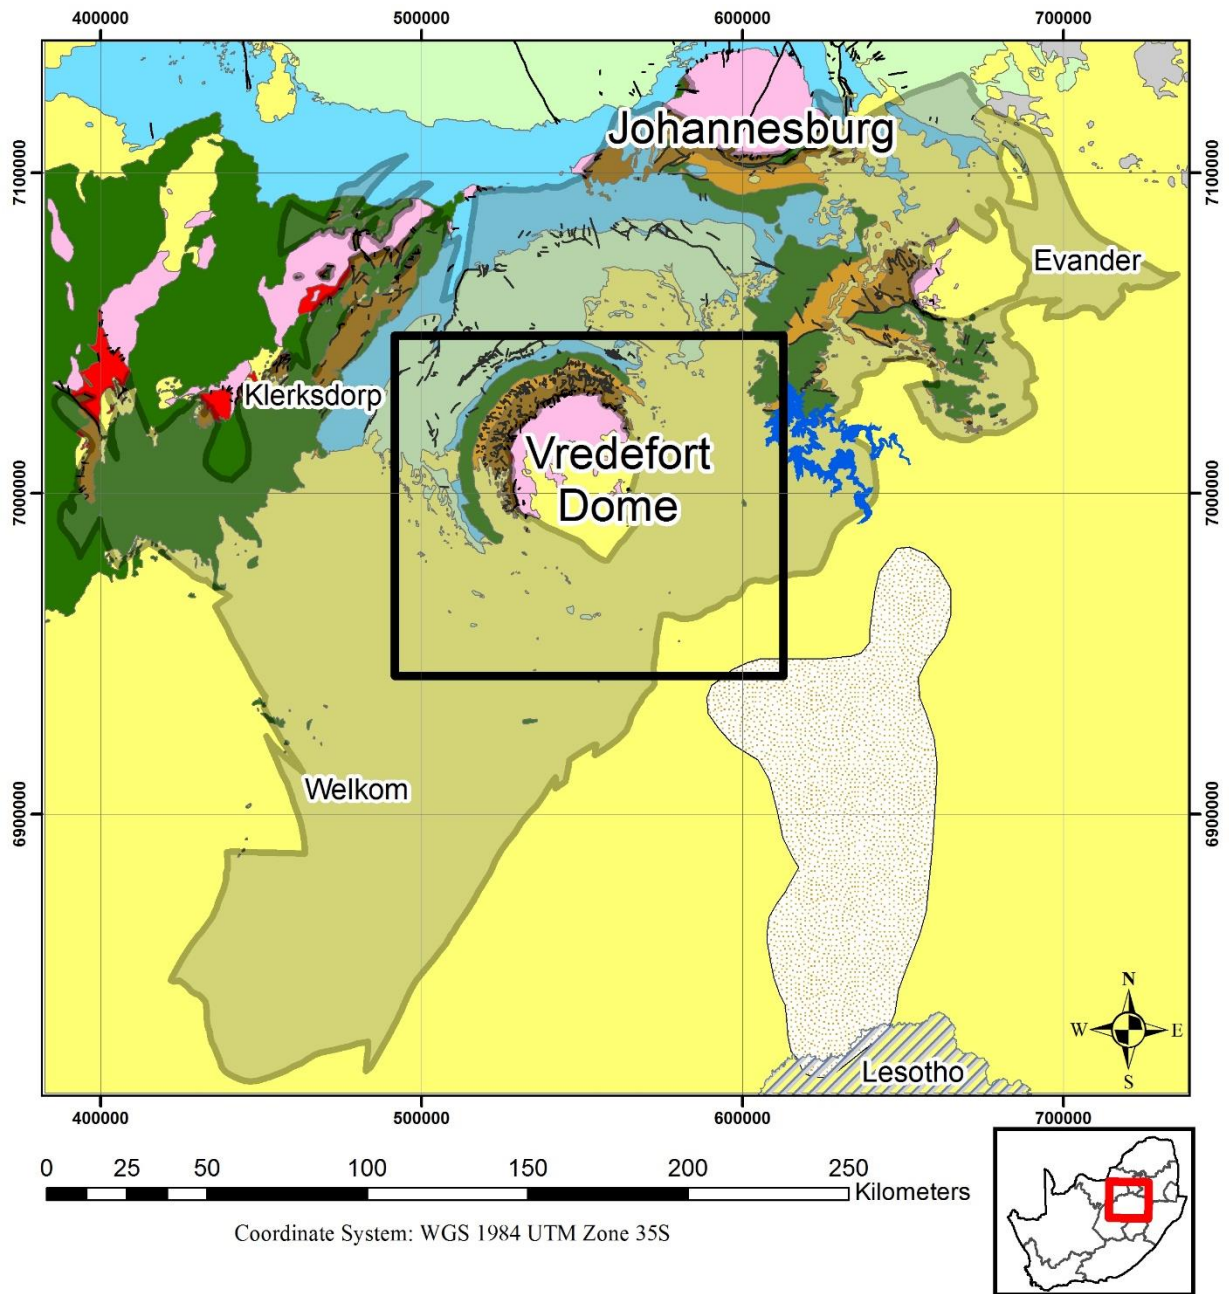 400000 500000 600000 700000
Johannesburg
7100000 7100000
Evander
Klerksdorp
Vredefort
Dome
7000000 7000000
Welkom
6900000 6900000
N
W E
S
Lesotho
400000 500000 600000 700000
0 25 50 100 150 200 250
Kilometers
Coordinate System: WGS 1984 UTM Zone 35S